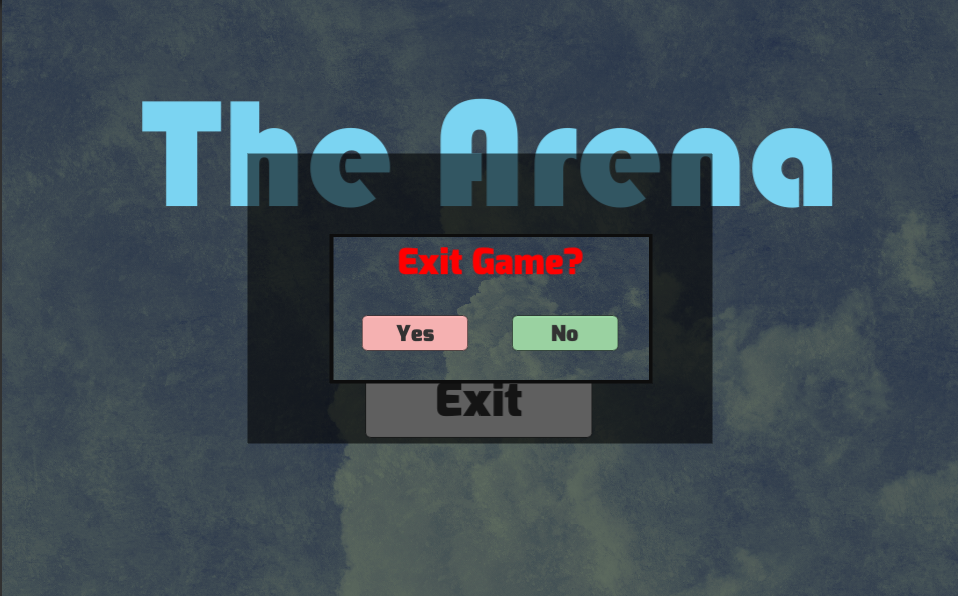 The Arena
Exit Game?
Yes No
Exit